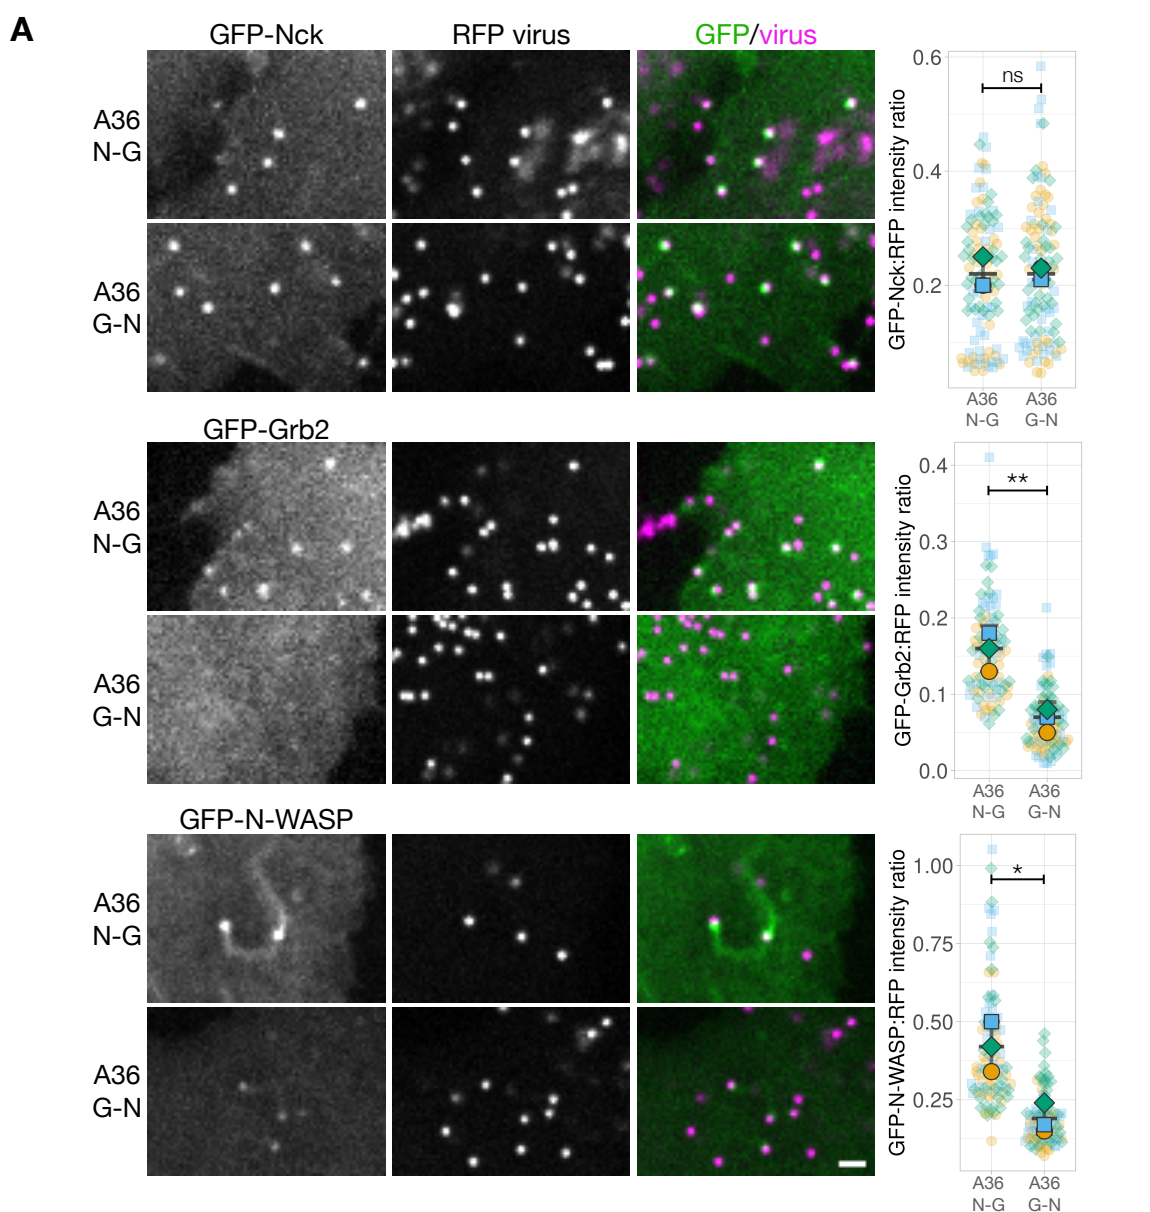 A
GFP-Nck
RFP virus
GFP/virus
A36
N-G
A36
G-N
GFP-Nck:RFP intensity ratio
0.6
0.4
0.2
ns
A36
N-G
A36
G-N
GFP-Grb2
A36
N-G
A36
G-N
GFP-Grb2:RFP intensity ratio
0.4
0.3
0.2
0.1
0.0
**
A36
N-G
A36
G-N
GFP-N-WASP
A36
N-G
A36
G-N
GFP-N-WASP:RFP intensity ratio
1.00
0.75
0.50
0.25
*
A36
N-G
A36
G-N